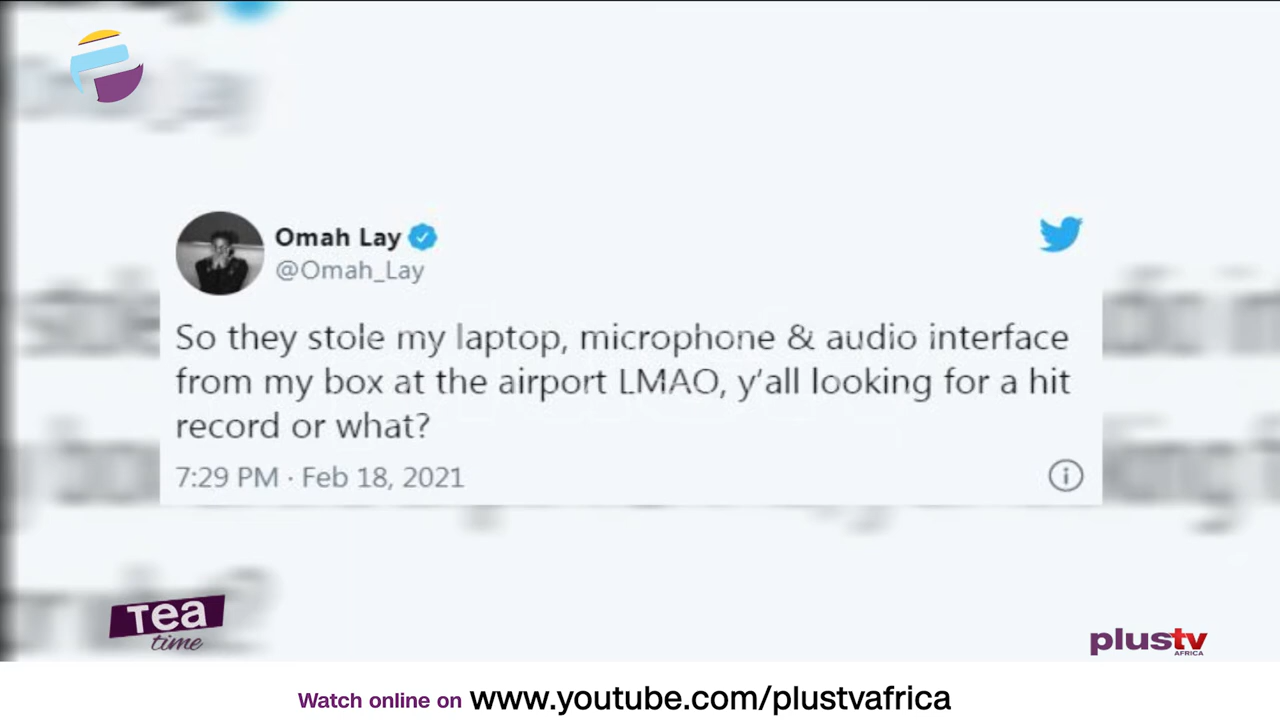 Omah Lay
@Omah_Lay
So they stole my laptop, microphone & audio interface
from my box at the airport LMAO, y'all looking for a hit
record or what?
7:29 PM · Feb 18, 2021
Tea
time
plustv
AFRICA
Watch online on www.youtube.com/plustvafrica